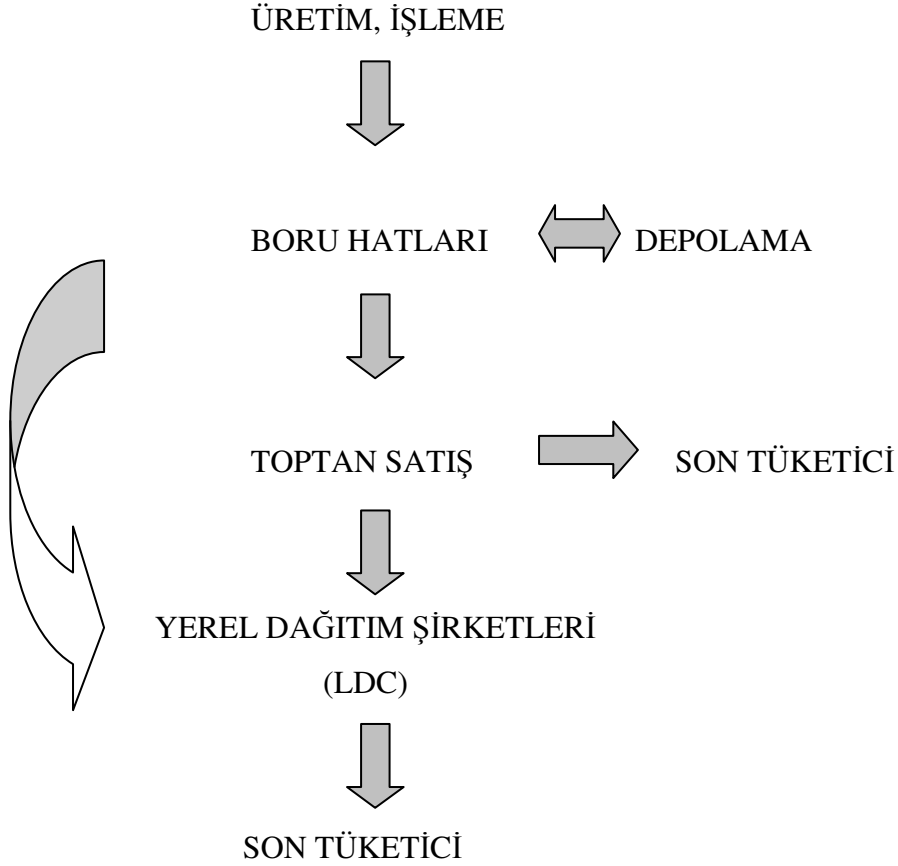 ÜRETİM, İŞLEME
BORU HATLARI
DEPOLAMA
TOPTAN SATIŞ
SON TÜKETİCİ
YEREL DAĞITIM ŞİRKETLERİ
(LDC)
SON TÜKETİCİ